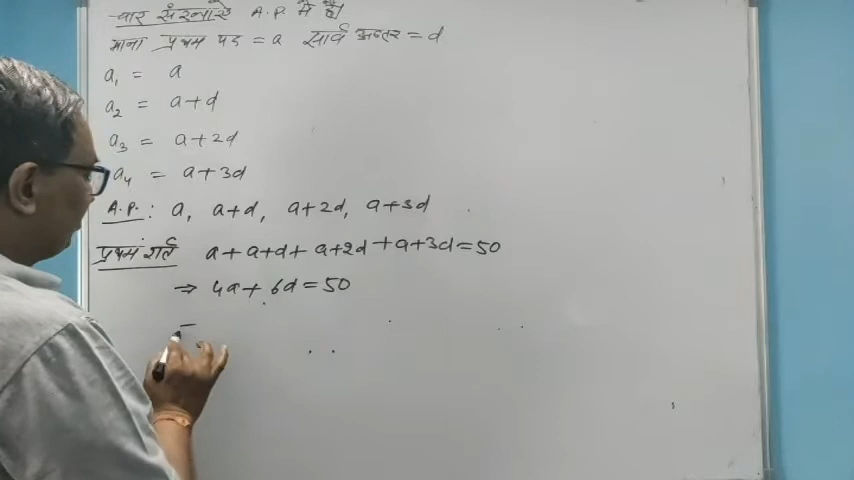 चार संख्याएँ A.P. में हैं।
माना प्रथम पद = a सार्व अन्तर = d
a₁ = a
a₂ = a+d
a₃ = a+2d
a₄ = a+3d
A.P. : a, a+d, a+2d, a+3d
प्रथम शर्त a+a+d+a+2d+a+3d=50
⇒ 4a+6d=50